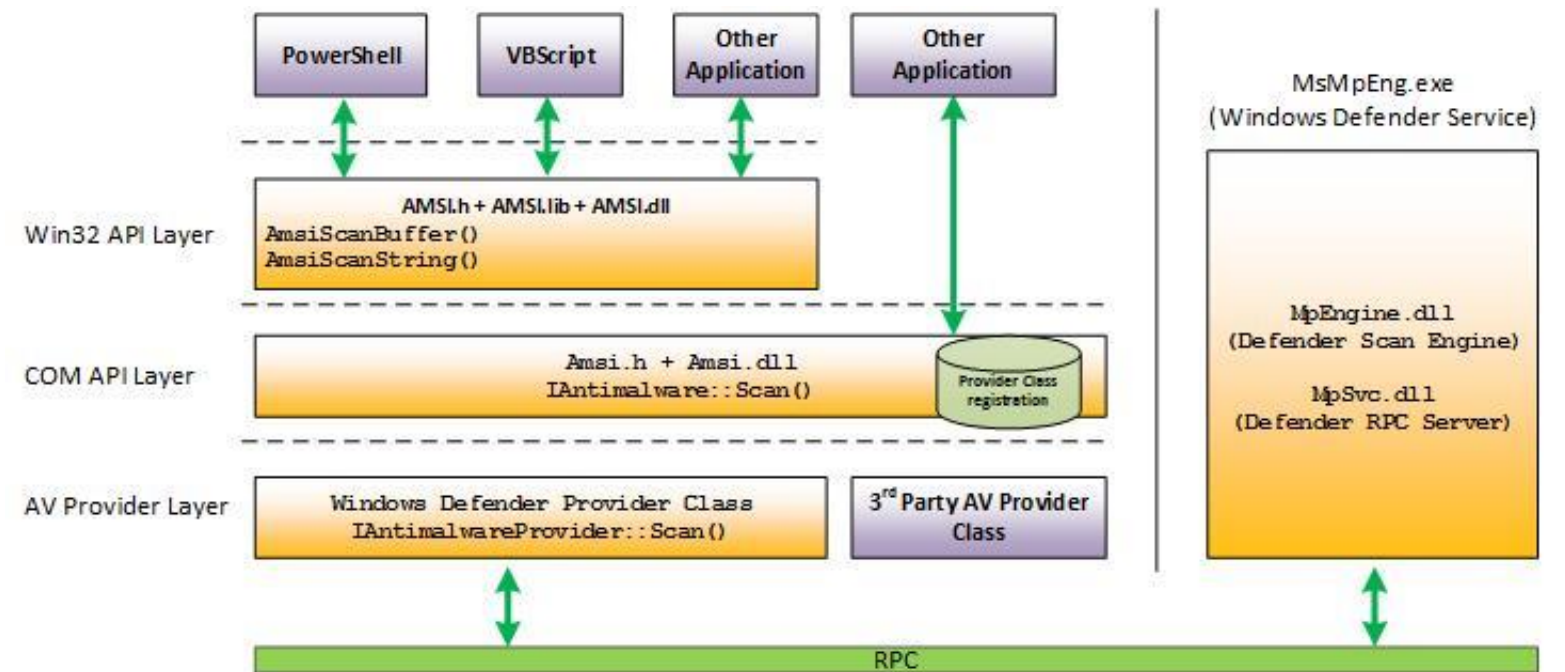 PowerShell
VBScript
Other
Application
Other
Application
MsMpEng.exe
(Windows Defender Service)
Win32 API Layer
AMSI.h + AMSI.lib + AMSI.dll
AmsiScanBuffer()
AmsiScanString()
COM API Layer
Amsi.h + Amsi.dll
IAntimalware::Scan()
Provider Class
registration
MpEngine.dll
(Defender Scan Engine)
MpSvc.dll
(Defender RPC Server)
AV Provider Layer
Windows Defender Provider Class
IAntimalwareProvider::Scan()
3rd Party AV Provider
Class
RPC